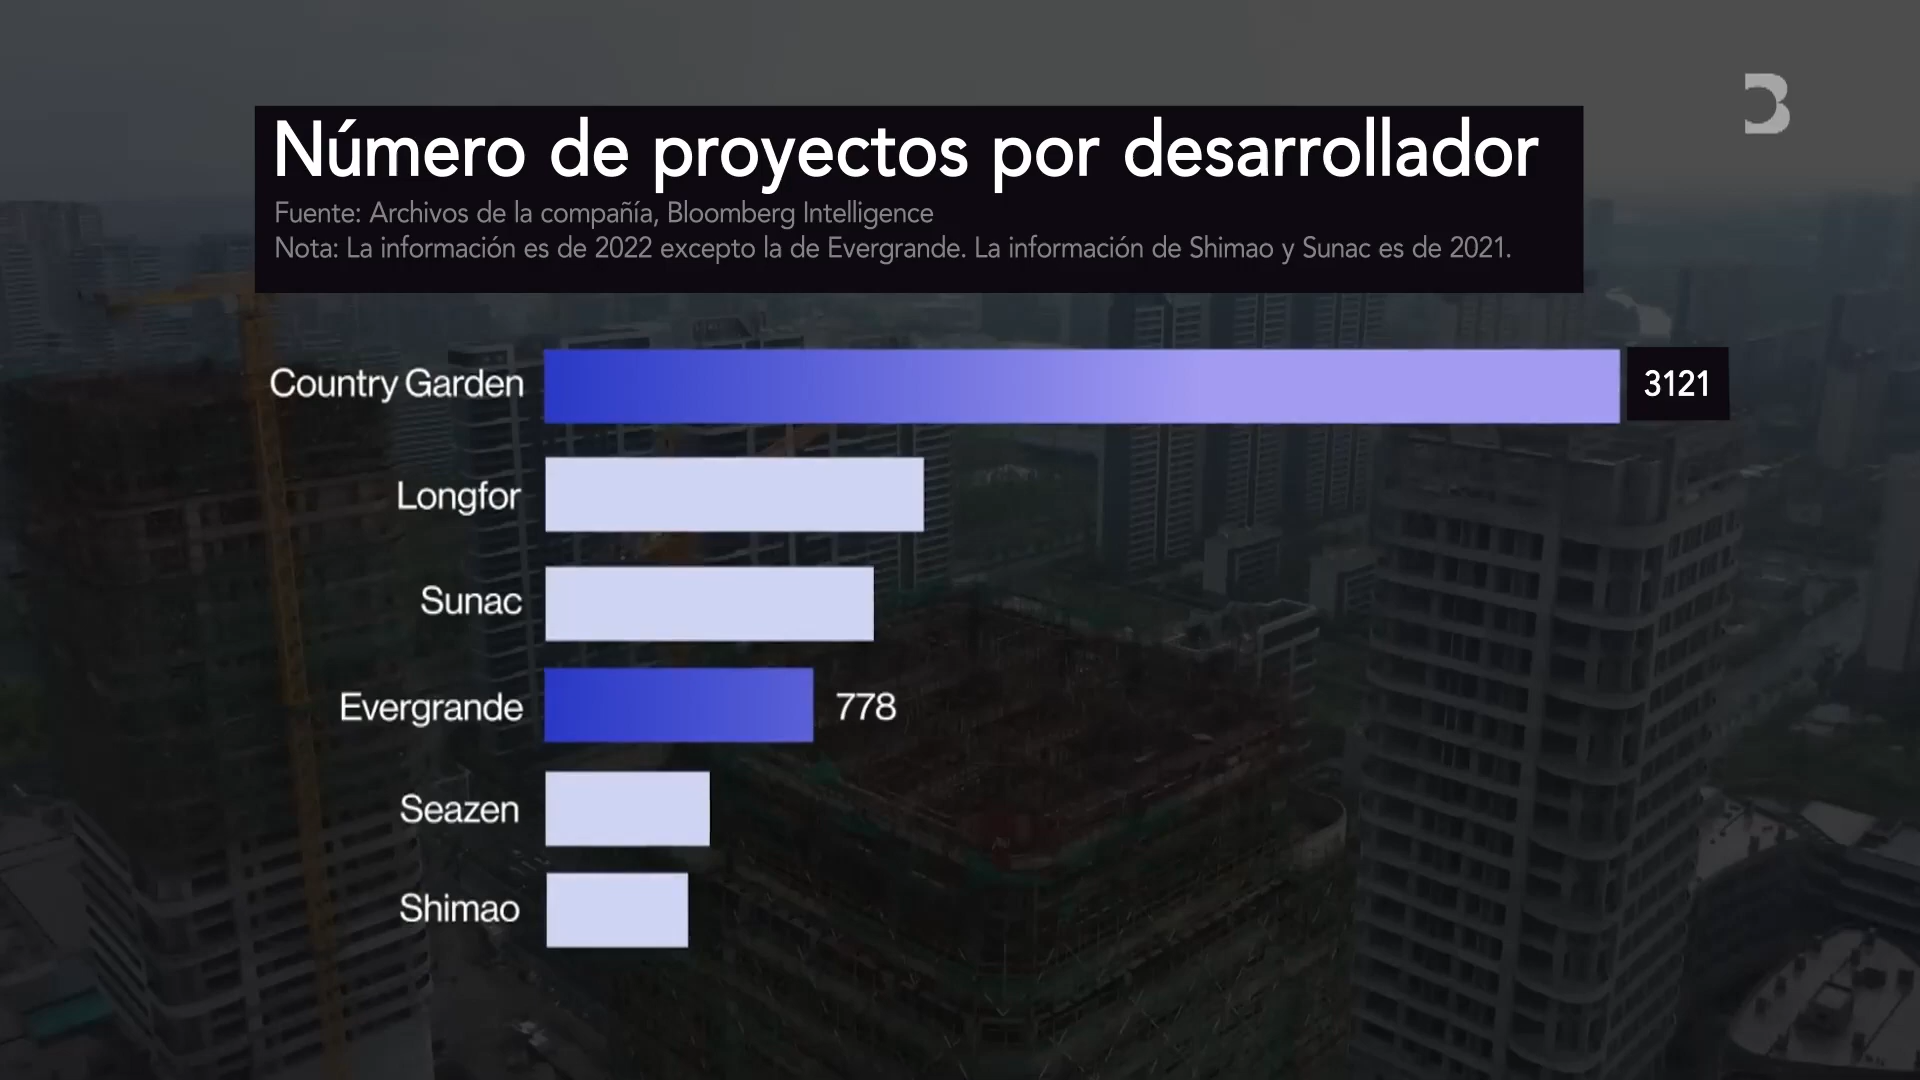 Número de proyectos por desarrollador
Fuente: Archivos de la compañía, Bloomberg Intelligence
Nota: La información es de 2022 excepto la de Evergrande. La información de Shimao y Sunac es de 2021.
Country Garden 3121
Longfor
Sunac
Evergrande 778
Seazen
Shimao